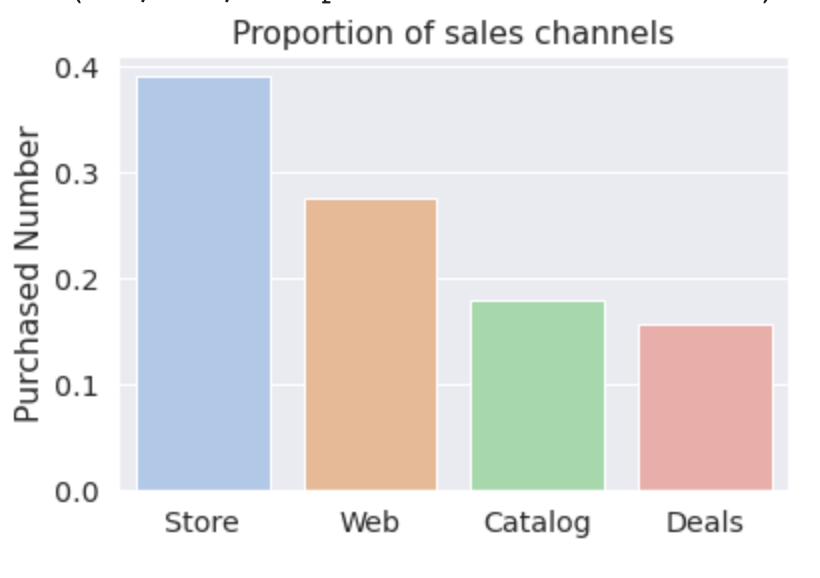 Proportion of sales channels
Purchased Number
0.4
0.3
0.2
0.1
0.0
Store Web Catalog Deals